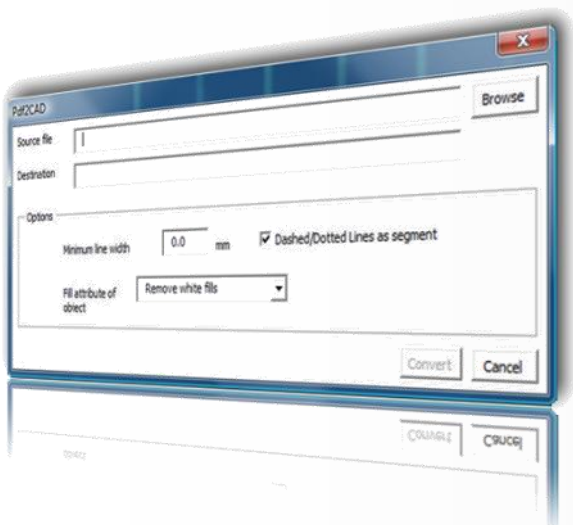 Pdf2CAD
Source file
Browse
Destination
Options
Minimum line width 0.0 mm Dashed/Dotted Lines as segment
Fill attribute of
object
Remove white fills
Convert Cancel